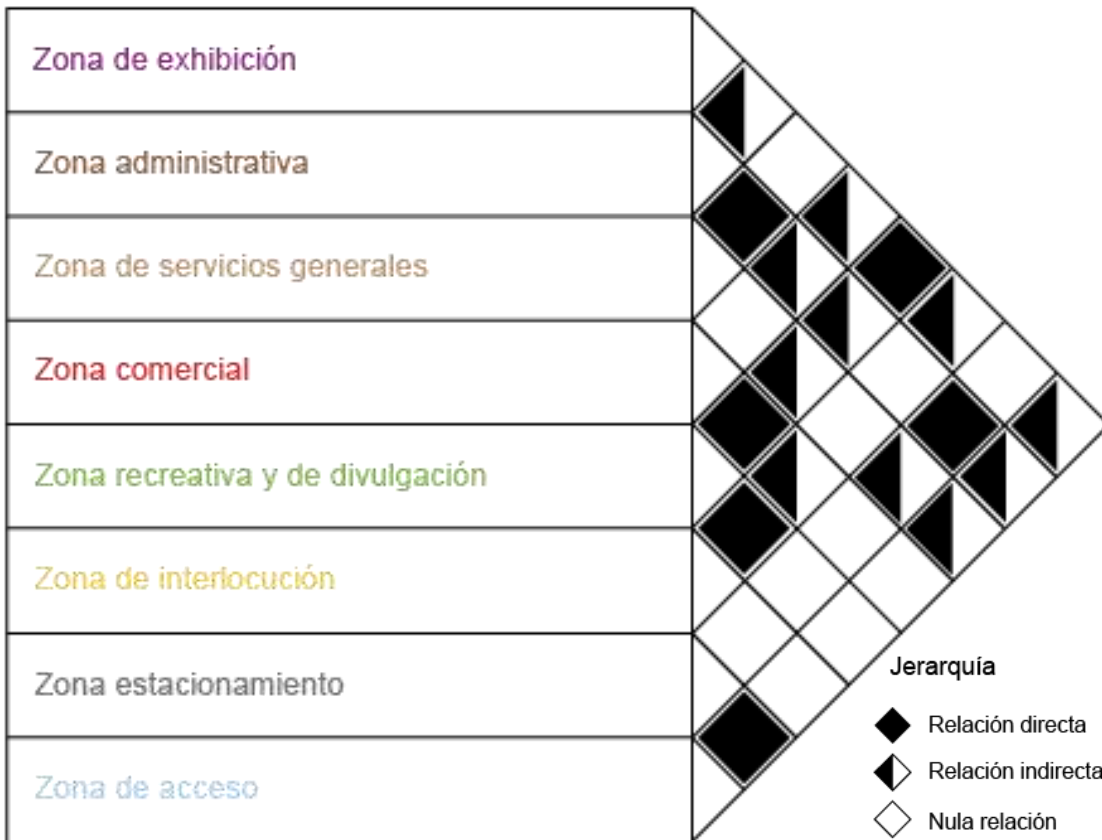 Zona de exhibición
Zona administrativa
Zona de servicios generales
Zona comercial
Zona recreativa y de divulgación
Zona de interlocución
Zona estacionamiento
Zona de acceso
Jerarquía
Relación directa
Relación indirecta
Nula relación